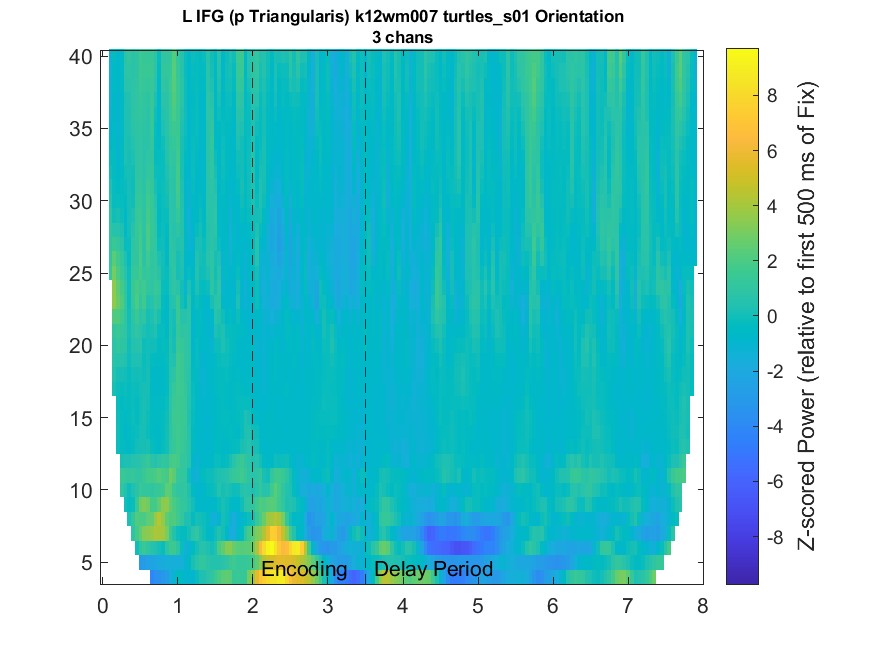 L IFG (p Triangularis) k12wm007 turtles_s01 Orientation
3 chans
40
35
30
25
20
15
10
5
Encoding
Delay Period
0 1 2 3 4 5 6 7 8
8
6
4
2
0
-2
-4
-6
-8
Z-scored Power (relative to first 500 ms of Fix)